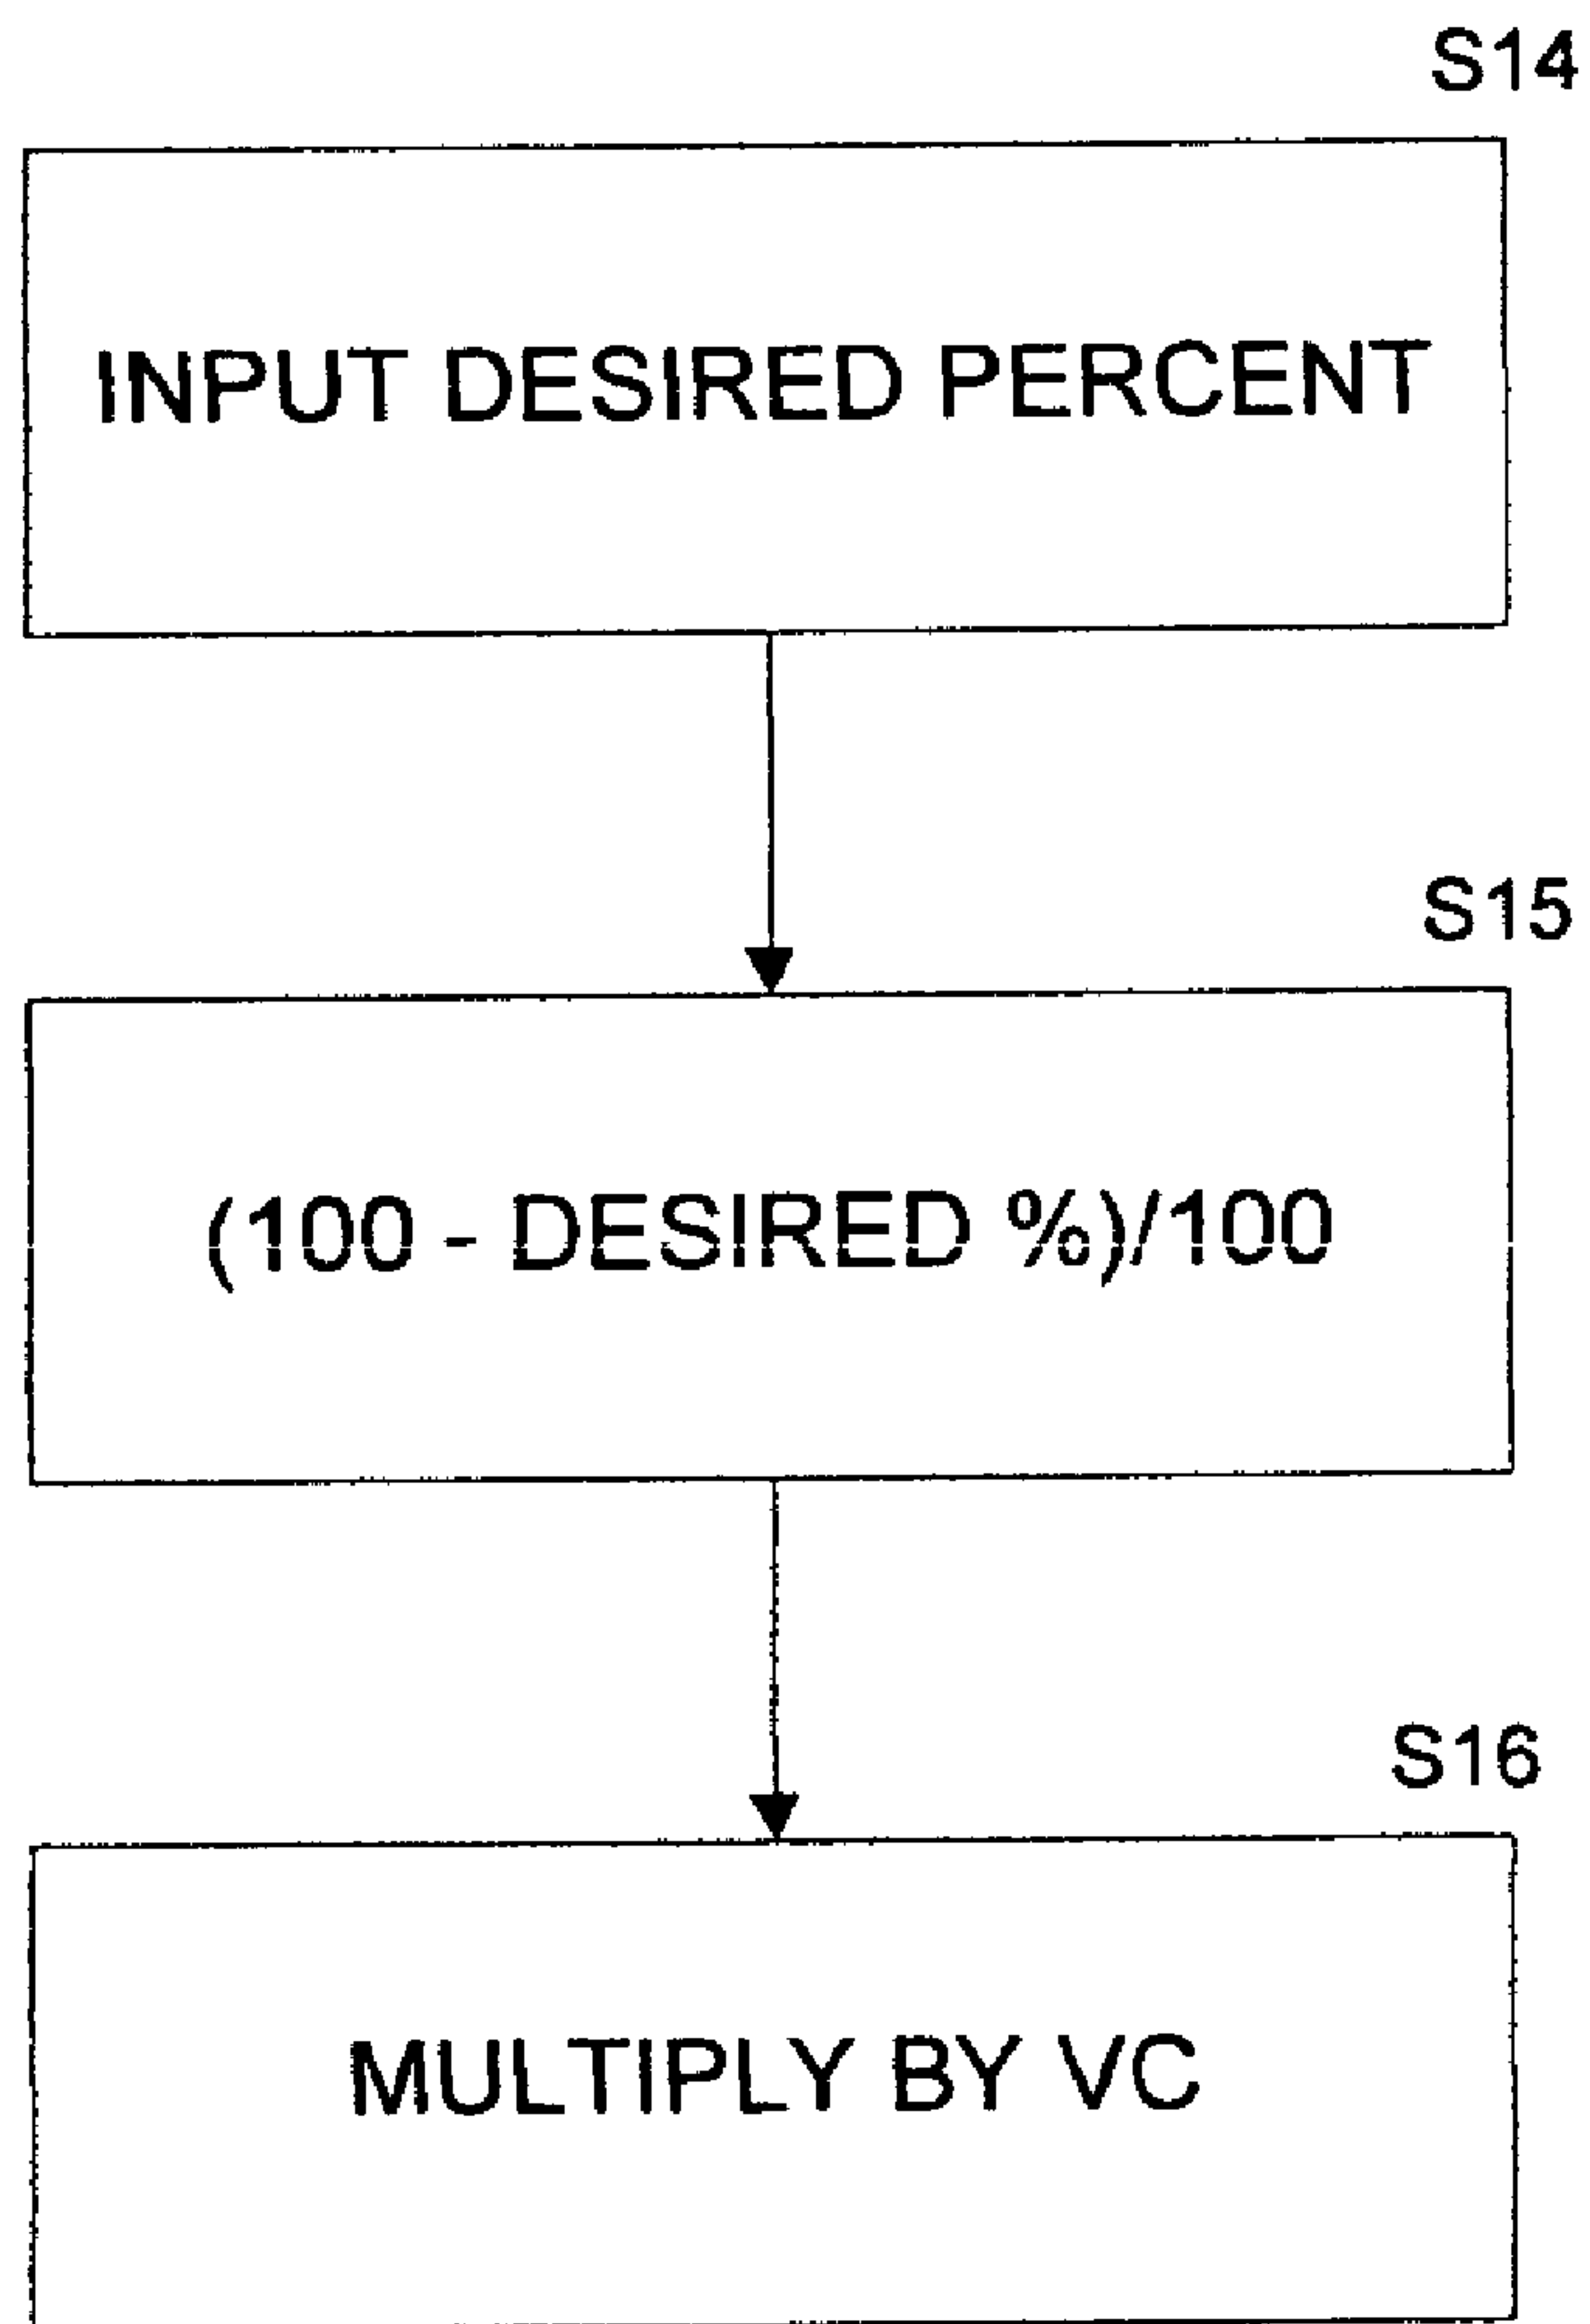 S14
INPUT DESIRED PERCENT
S15
(100 - DESIRED %)/100
S16
MULTIPLY BY VC